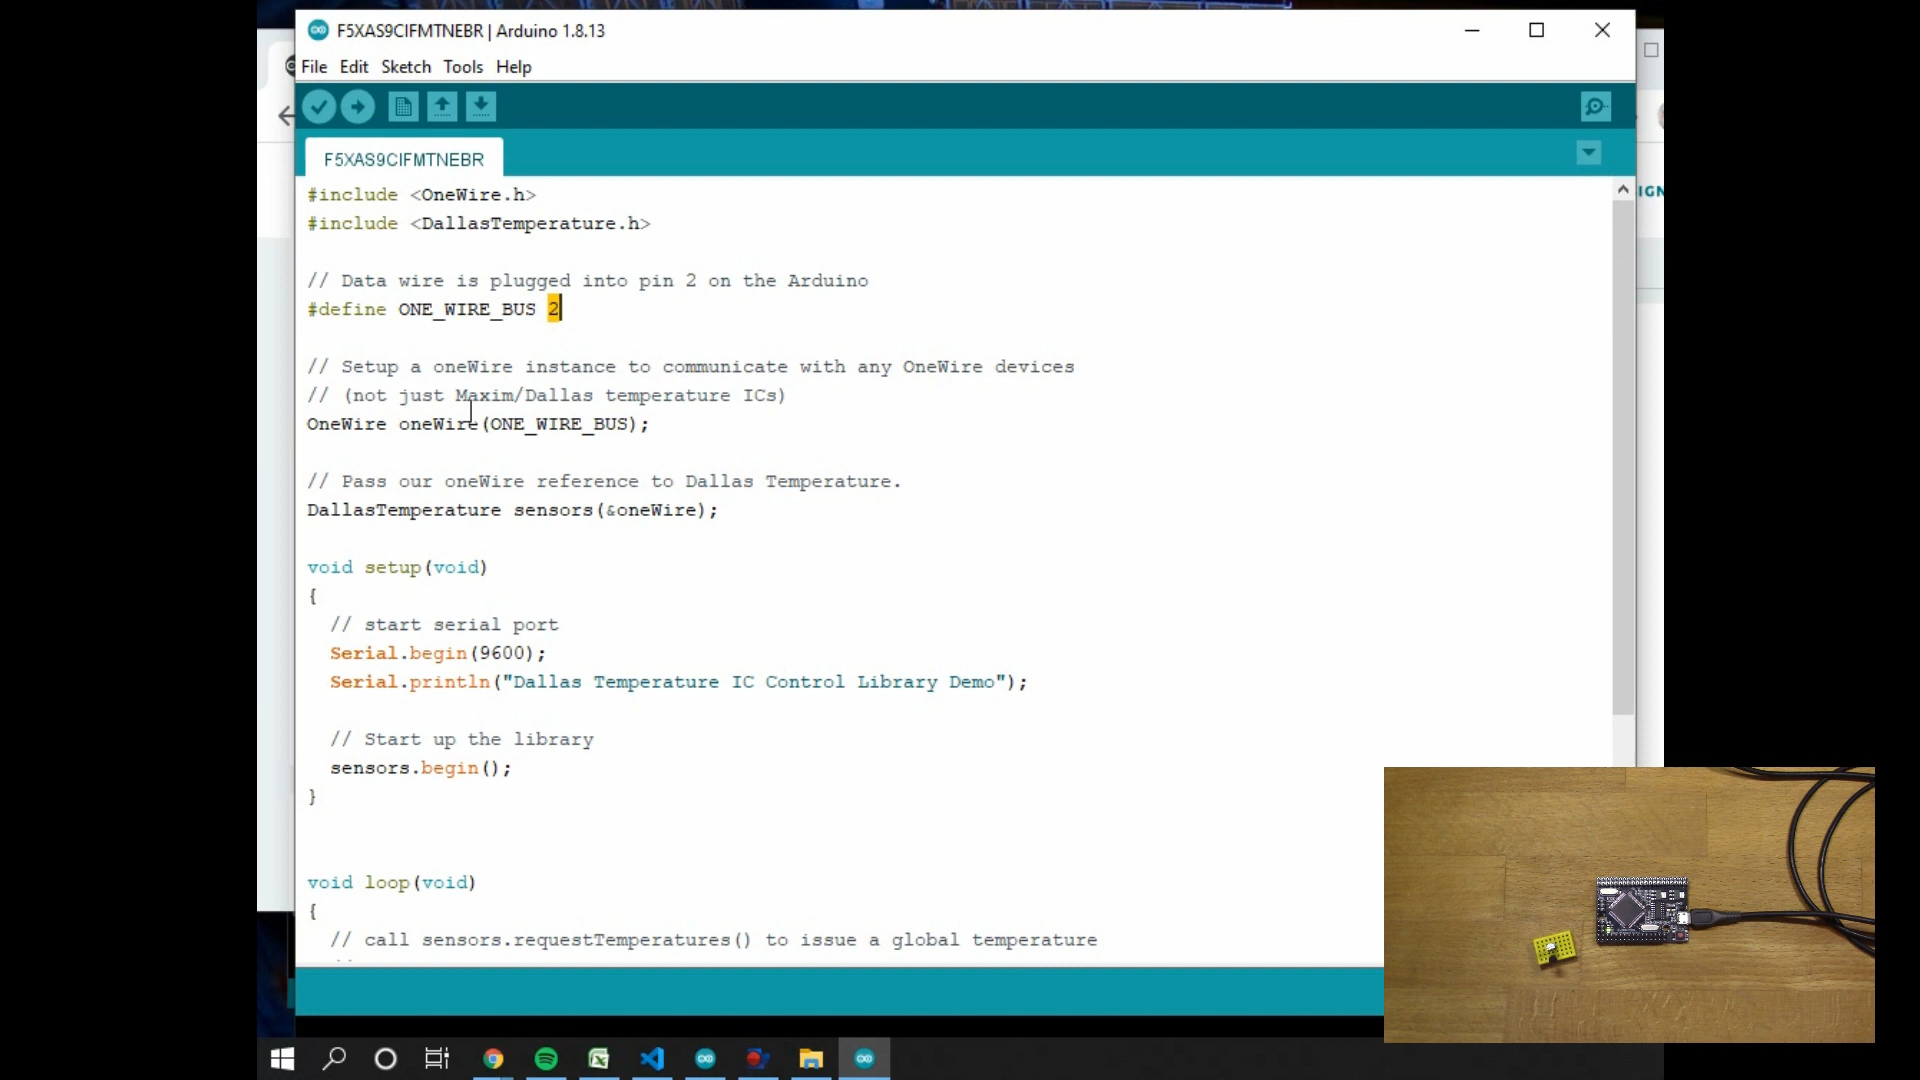 F5XAS9CIFMTNEBR | Arduino 1.8.13
File Edit Sketch Tools Help
F5XAS9CIFMTNEBR
IGN
#include <OneWire.h>
#include <DallasTemperature.h>
// Data wire is plugged into pin 2 on the Arduino
#define ONE_WIRE_BUS 2
// Setup a oneWire instance to communicate with any OneWire devices
// (not just Maxim/Dallas temperature ICs)
OneWire oneWire(ONE_WIRE_BUS);
// Pass our oneWire reference to Dallas Temperature.
DallasTemperature sensors(&oneWire);
void setup(void)
{
// start serial port
Serial.begin(9600);
Serial.println("Dallas Temperature IC Control Library Demo");
// Start up the library
sensors.begin();
}
void loop(void)
{
// call sensors.requestTemperatures() to issue a global temperature